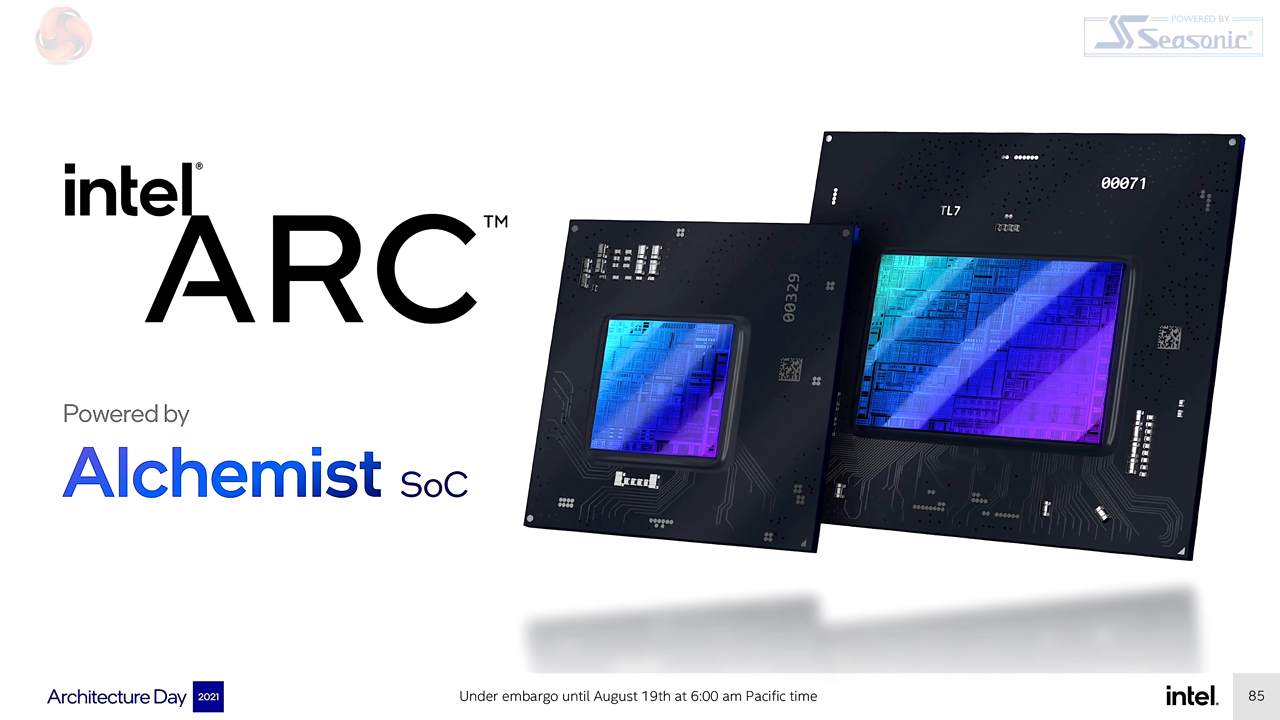 POWERED BY
Seasonic®
intel®
ARC™
Powered by
Alchemist SoC
00071
TL7
00329
Architecture Day 2021
Under embargo until August 19th at 6:00 am Pacific time
intel.
85